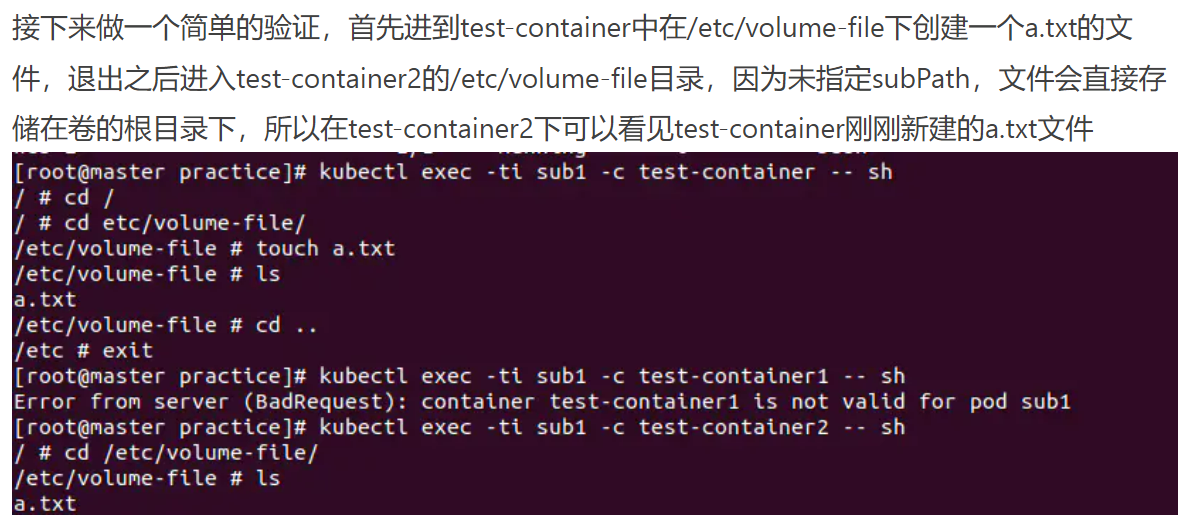 接下来做一个简单的验证，首先进到test-container中在/etc/volume-file下创建一个a.txt的文
件，退出之后进入test-container2的/etc/volume-file目录，因为未指定subPath，文件会直接存
储在卷的根目录下，所以在test-container2下可以看见test-container刚刚新建的a.txt文件
[root@master practice]# kubectl exec -ti sub1 -c test-container -- sh
/ # cd /
/ # cd etc/volume-file/
/etc/volume-file # touch a.txt
/etc/volume-file # ls
a.txt
/etc/volume-file # cd ..
/etc # exit
[root@master practice]# kubectl exec -ti sub1 -c test-container1 -- sh
Error from server (BadRequest): container test-container1 is not valid for pod sub1
[root@master practice]# kubectl exec -ti sub1 -c test-container2 -- sh
/ # cd /etc/volume-file/
/etc/volume-file # ls
a.txt